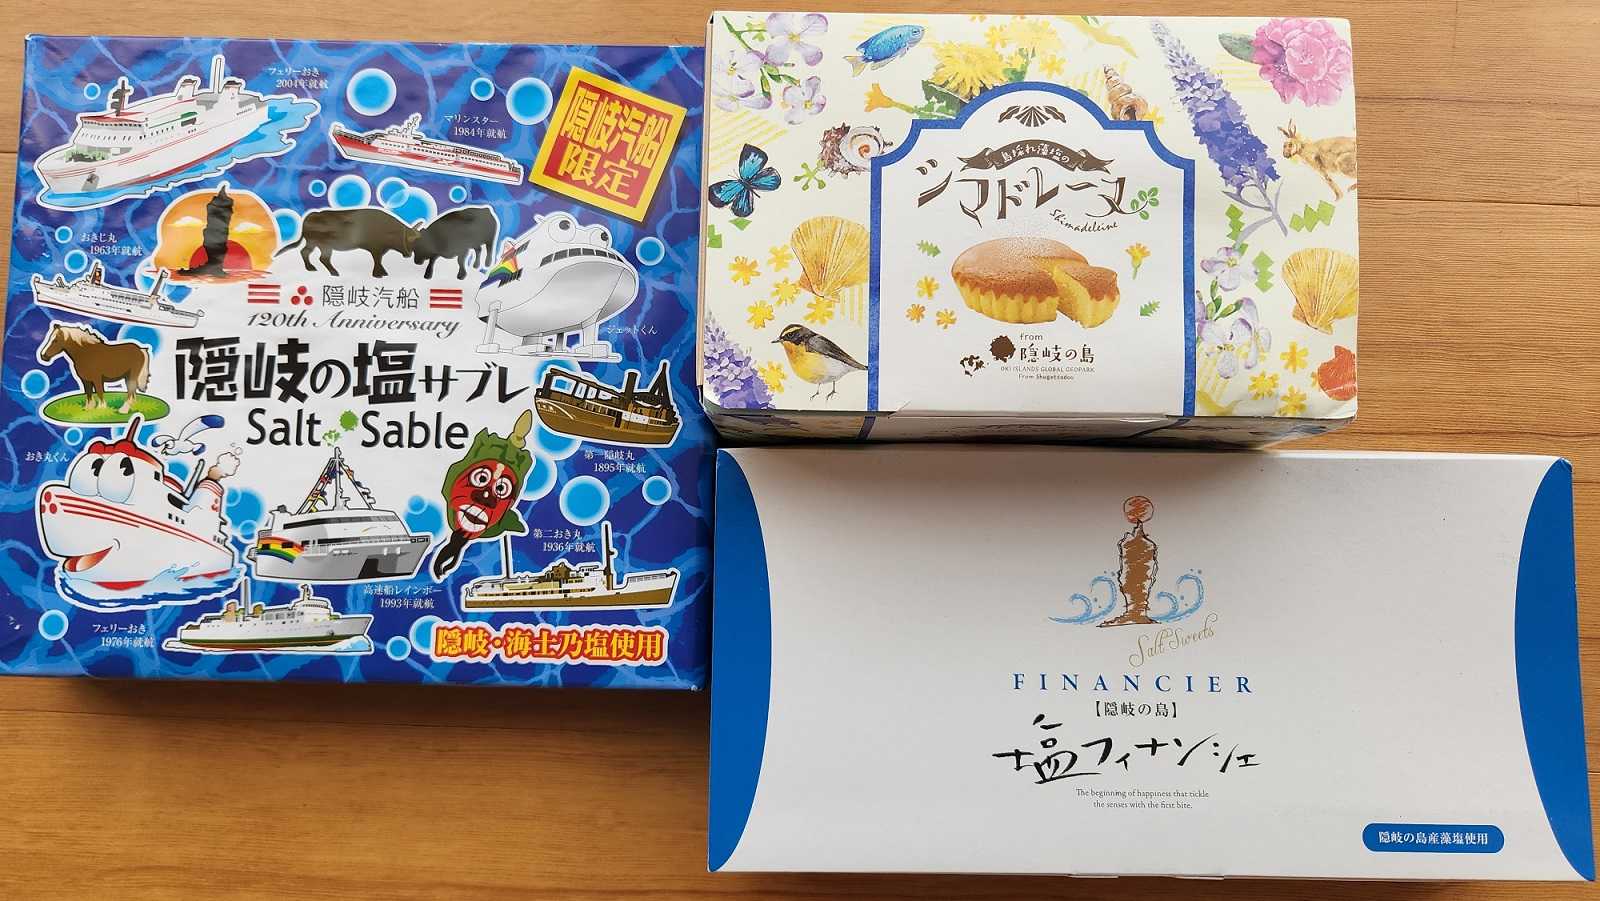 フェリーおき
2004年就航
マリンスター
1984年就航
隠岐汽船
限定
おきじ丸
1963年就航
隠岐汽船
120th Anniversary
ジェットくん
隠岐の塩サブレ
Salt Sable
おき丸くん
第一隠岐丸
1895年就航
第二おき丸
1936年就航
高速船レインボー
1993年就航
フェリーおき
1976年就航
隠岐・海士乃塩使用
島採れ藻塩の
シマドレーヌ
Shimadeleine
from
隠岐の島
OKI ISLANDS GLOBAL GEOPARK
From Shugetsudou
Salt Sweets
FINANCIER
【隠岐の島】
塩フィナンシェ
The beginning of happiness that tickle
the senses with the first bite.
隠岐の島産藻塩使用